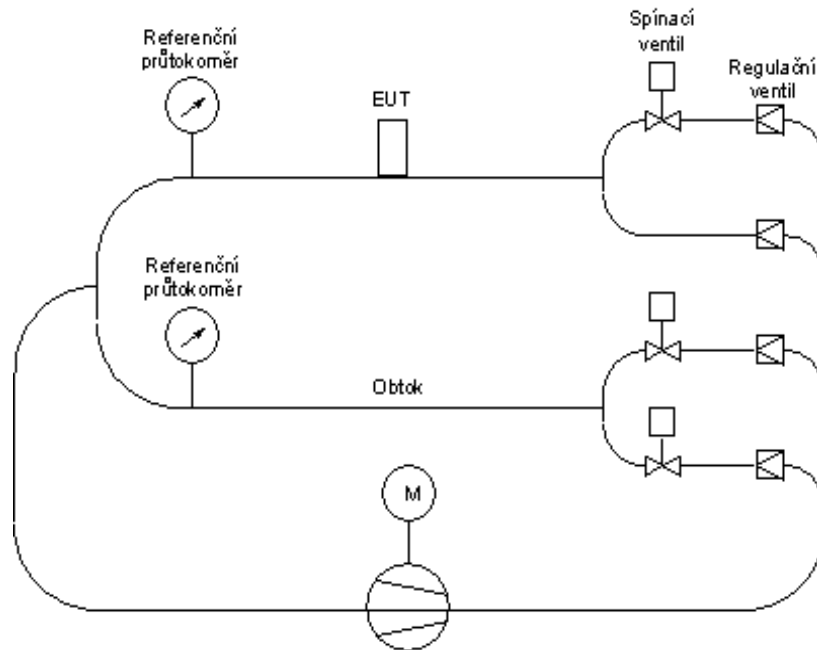 Spínací
ventil
Referenční
průtokoměr
Regulační
ventil
EUT
Referenční
průtokoměr
Obtok
M